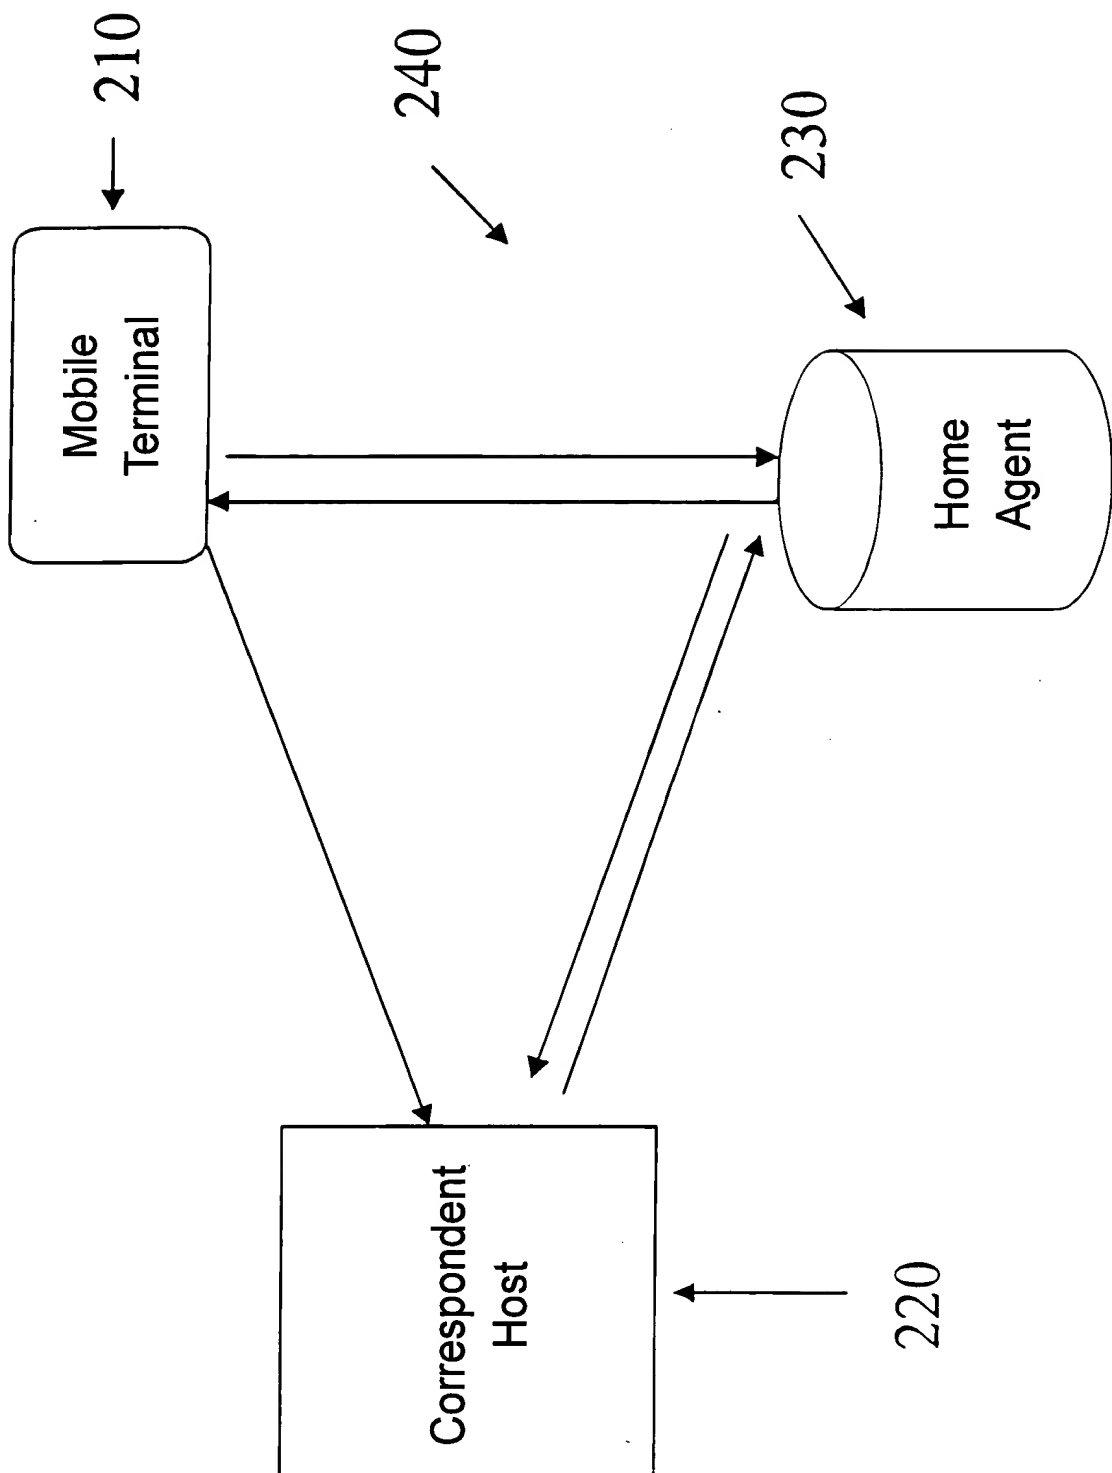 210
Mobile
Terminal
240
230
Home
Agent
Correspondent
Host
220